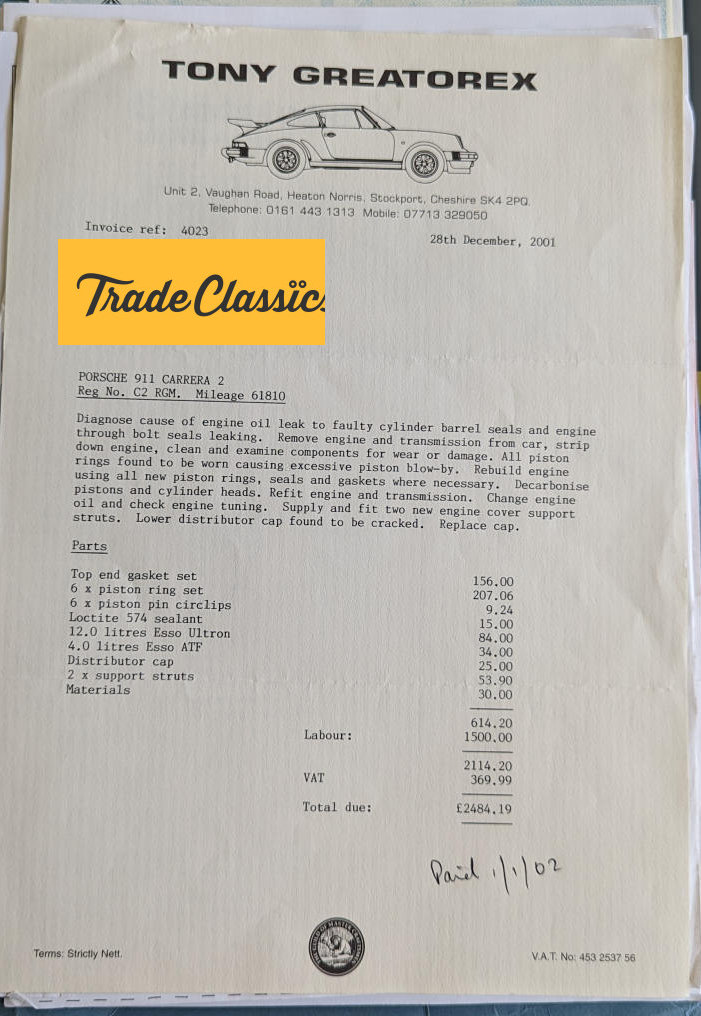 TONY GREATOREX
Unit 2, Vaughan Road, Heaton Norris, Stockport, Cheshire SK4 2PQ.
Telephone: 0161 443 1313 Mobile: 07713 329050
Invoice ref: 4023
28th December, 2001
Trade Classics
PORSCHE 911 CARRERA 2
Reg No. C2 RGM. Mileage 61810
Diagnose cause of engine oil leak to faulty cylinder barrel seals and engine
through bolt seals leaking. Remove engine and transmission from car, strip
down engine, clean and examine components for wear or damage. All piston
rings found to be worn causing excessive piston blow-by. Rebuild engine
using all new piston rings, seals and gaskets where necessary. Decarbonise
pistons and cylinder heads. Refit engine and transmission. Change engine
oil and check engine tuning. Supply and fit two new engine cover support
struts. Lower distributor cap found to be cracked. Replace cap.
Parts
Top end gasket set 156.00
6 x piston ring set 207.06
6 x piston pin circlips 9.24
Loctite 574 sealant 15.00
12.0 litres Esso Ultron 84.00
4.0 litres Esso ATF 34.00
Distributor cap 25.00
2 x support struts 53.90
Materials 30.00
614.20
Labour: 1500.00
2114.20
VAT 369.99
Total due: £2484.19
Paid 1/1/02
Terms: Strictly Nett.
V.A.T. No: 453 2537 56